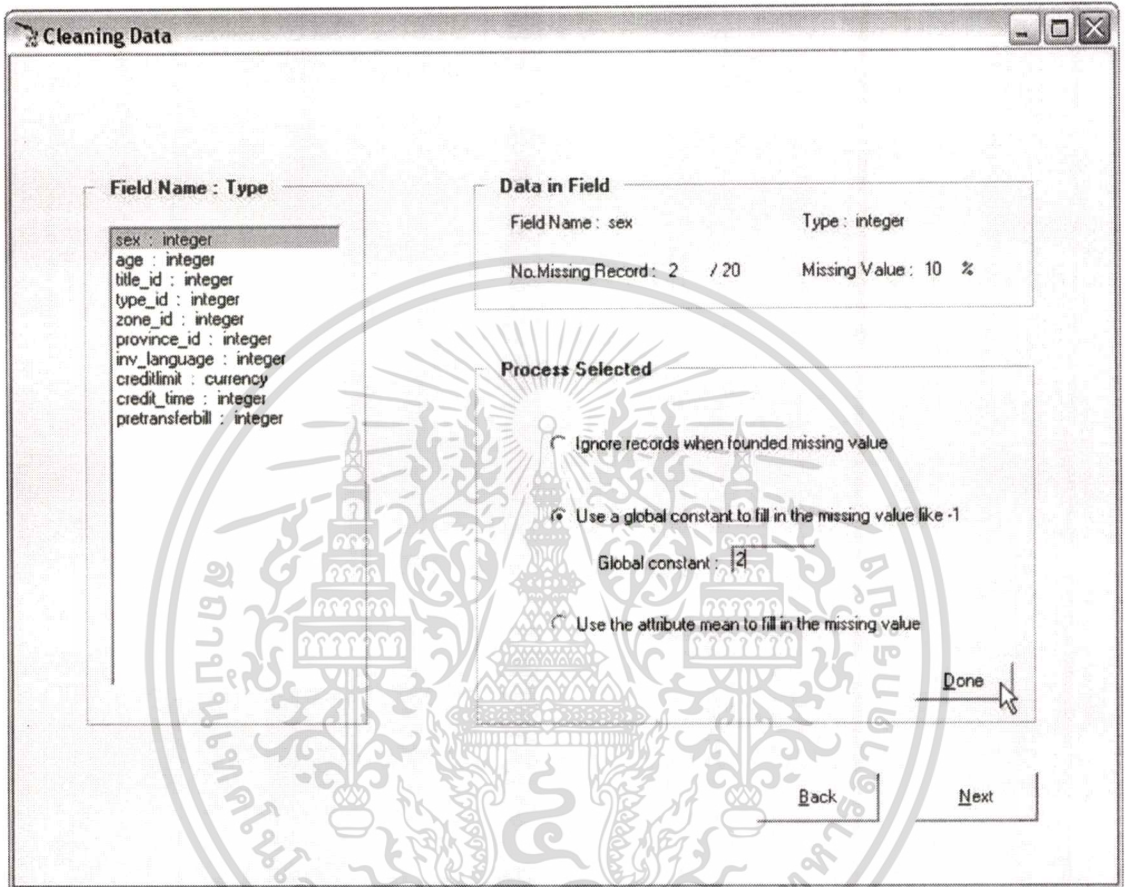 Cleaning Data
Field Name : Type
sex : integer
age : integer
title_id : integer
type_id : integer
zone_id : integer
province_id : integer
inv_language : integer
creditlimit : currency
credit_time : integer
pretransferbill : integer
Data in Field
Field Name : sex Type : integer
No.Missing Record : 2 / 20 Missing Value : 10 %
Process Selected
Ignore records when founded missing value
Use a global constant to fill in the missing value like -1
Global constant : 2
Use the attribute mean to fill in the missing value
Done
Back Next